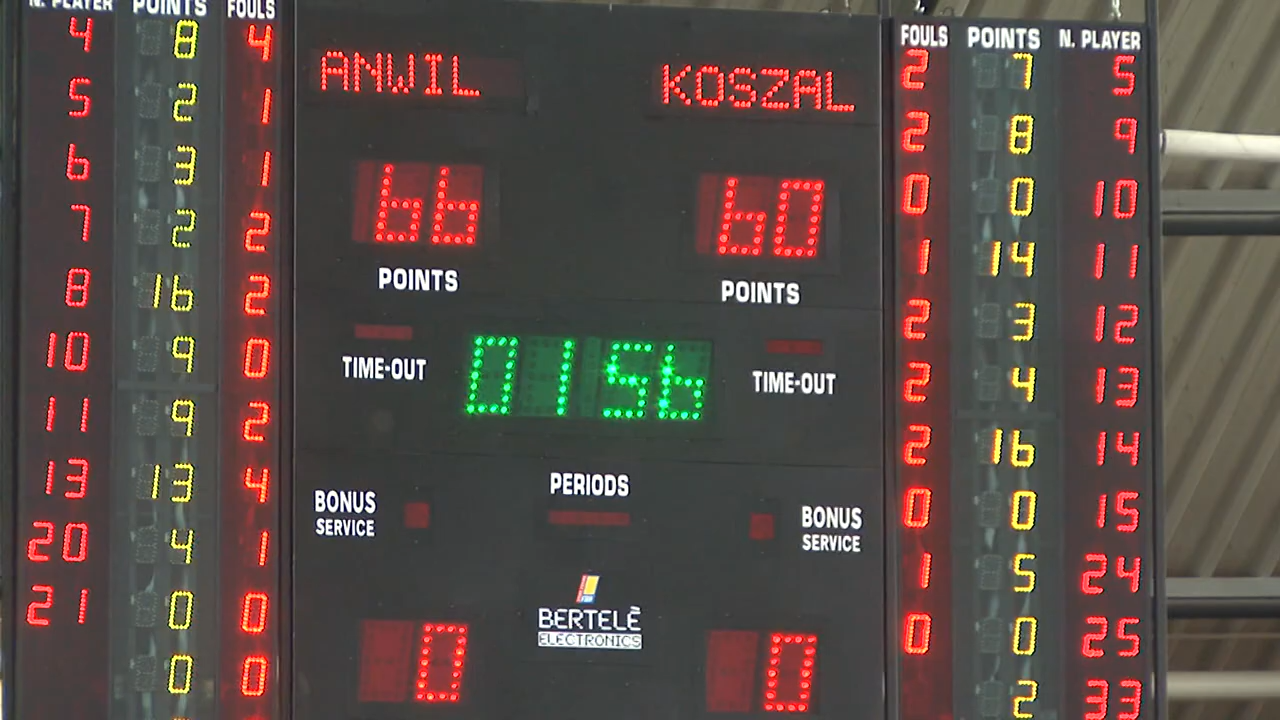 N. PLAYER POINTS FOULS
4 8 4
5 2 1
6 3 1
7 2 2
8 16 2
10 9 0
11 9 2
13 13 4
20 4 1
21 0 0
0 0
ANWIL KOSZAL
66 60
POINTS POINTS
TIME-OUT 01 56 TIME-OUT
PERIODS
BONUS SERVICE
BONUS SERVICE
BERTELÈ
ELECTRONICS
0 0
FOULS POINTS N. PLAYER
2 7 5
2 8 9
0 0 10
1 14 11
2 3 12
2 4 13
2 16 14
0 0 15
1 5 24
0 0 25
2 33